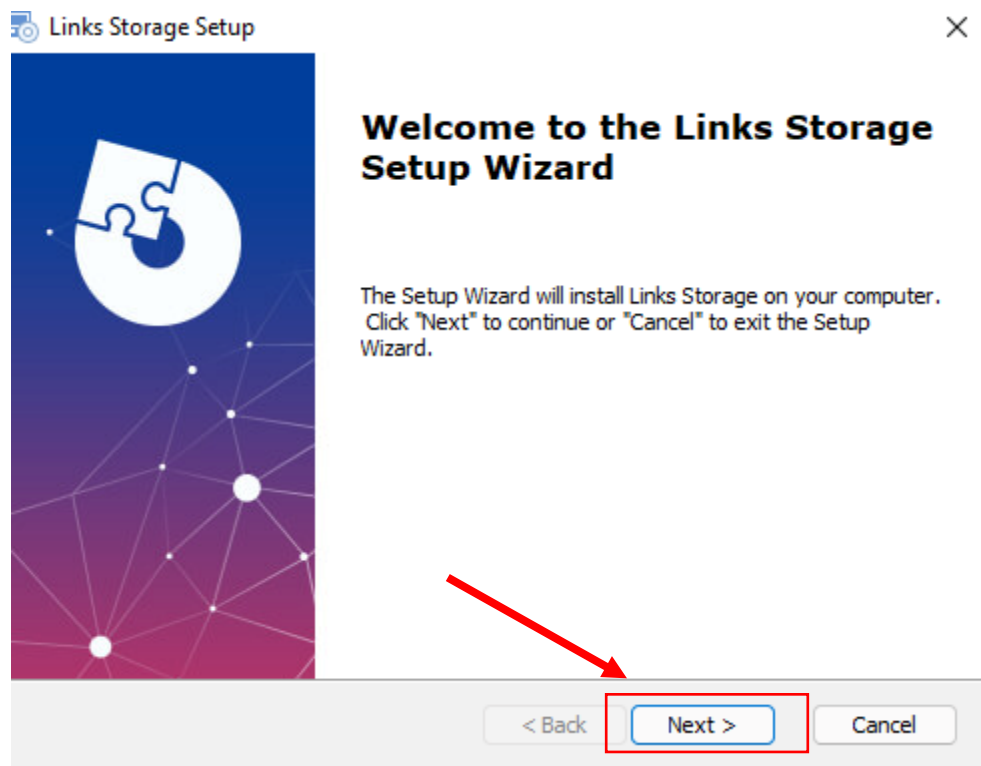 Links Storage Setup
Welcome to the Links Storage
Setup Wizard
The Setup Wizard will install Links Storage on your computer.
Click "Next" to continue or "Cancel" to exit the Setup
Wizard.
< Back Next > Cancel